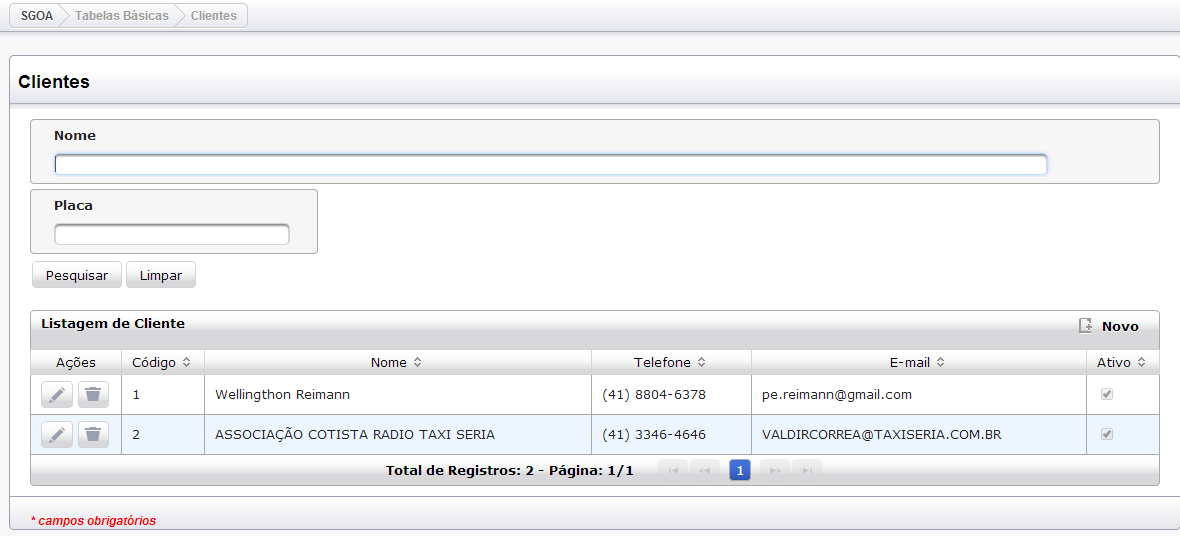 SGOA Tabelas Básicas Clientes
Clientes
Nome
Placa
Pesquisar Limpar
Listagem de Cliente Novo
Ações Código Nome Telefone E-mail Ativo
1 Wellingthon Reimann (41) 8804-6378 pe.reimann@gmail.com
2 ASSOCIAÇÃO COTISTA RADIO TAXI SERIA (41) 3346-4646 VALDIRCORREA@TAXISERIA.COM.BR
Total de Registros: 2 - Página: 1/1 1
* campos obrigatórios